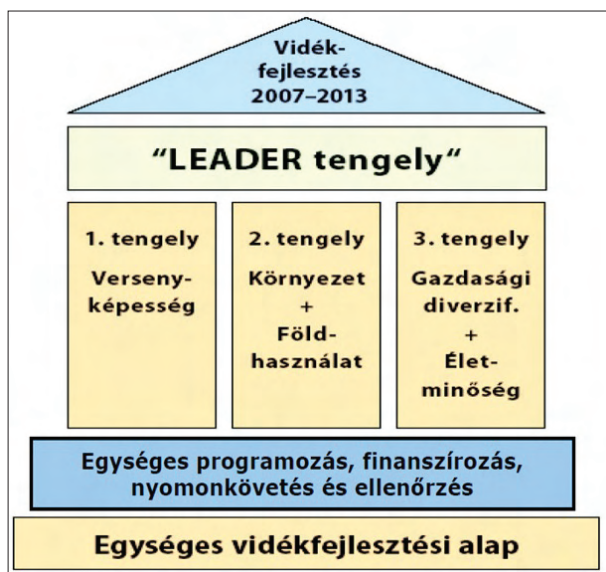 Vidék-
fejlesztés
2007–2013
“LEADER tengely“
1. tengely
Verseny-
képesség
2. tengely
Környezet
+
Föld-
használat
3. tengely
Gazdasági
diverzif.
+
Élet-
minőség
Egységes programozás, finanszírozás,
nyomonkövetés és ellenőrzés
Egységes vidékfejlesztési alap